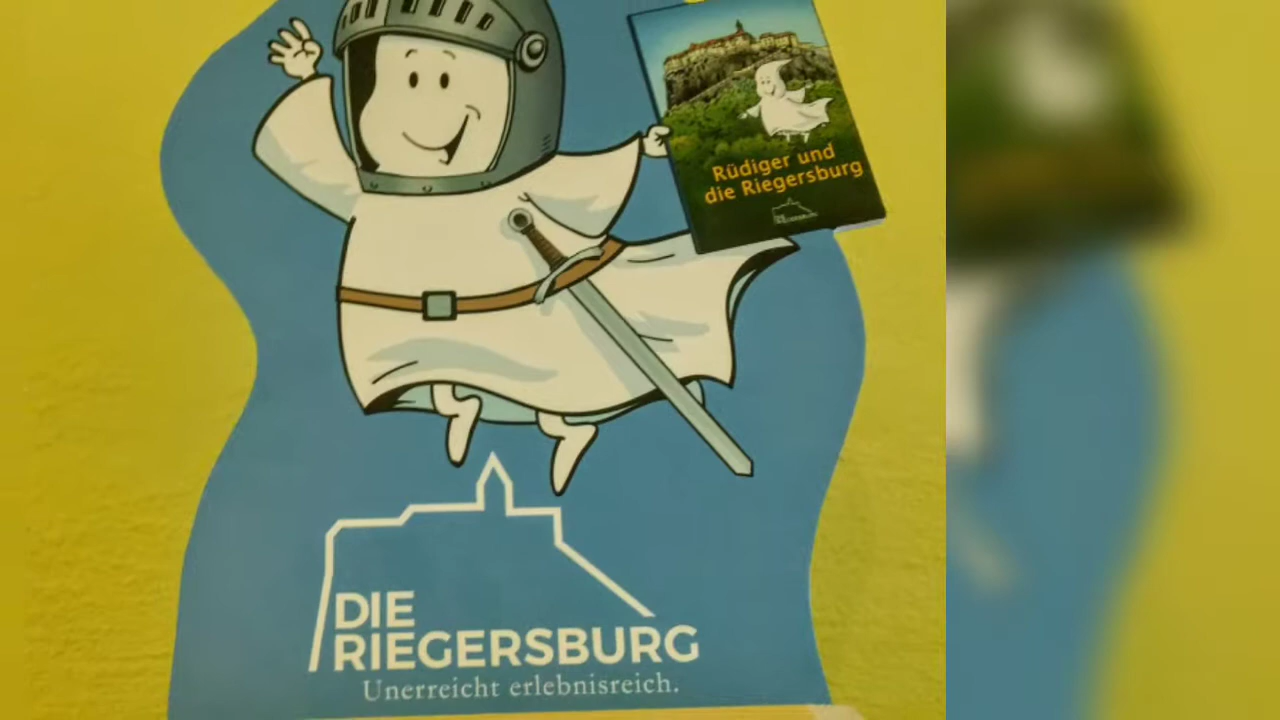 Rüdiger und
die Riegersburg
DIE
RIEGERSBURG
Unerreicht erlebnisreich.